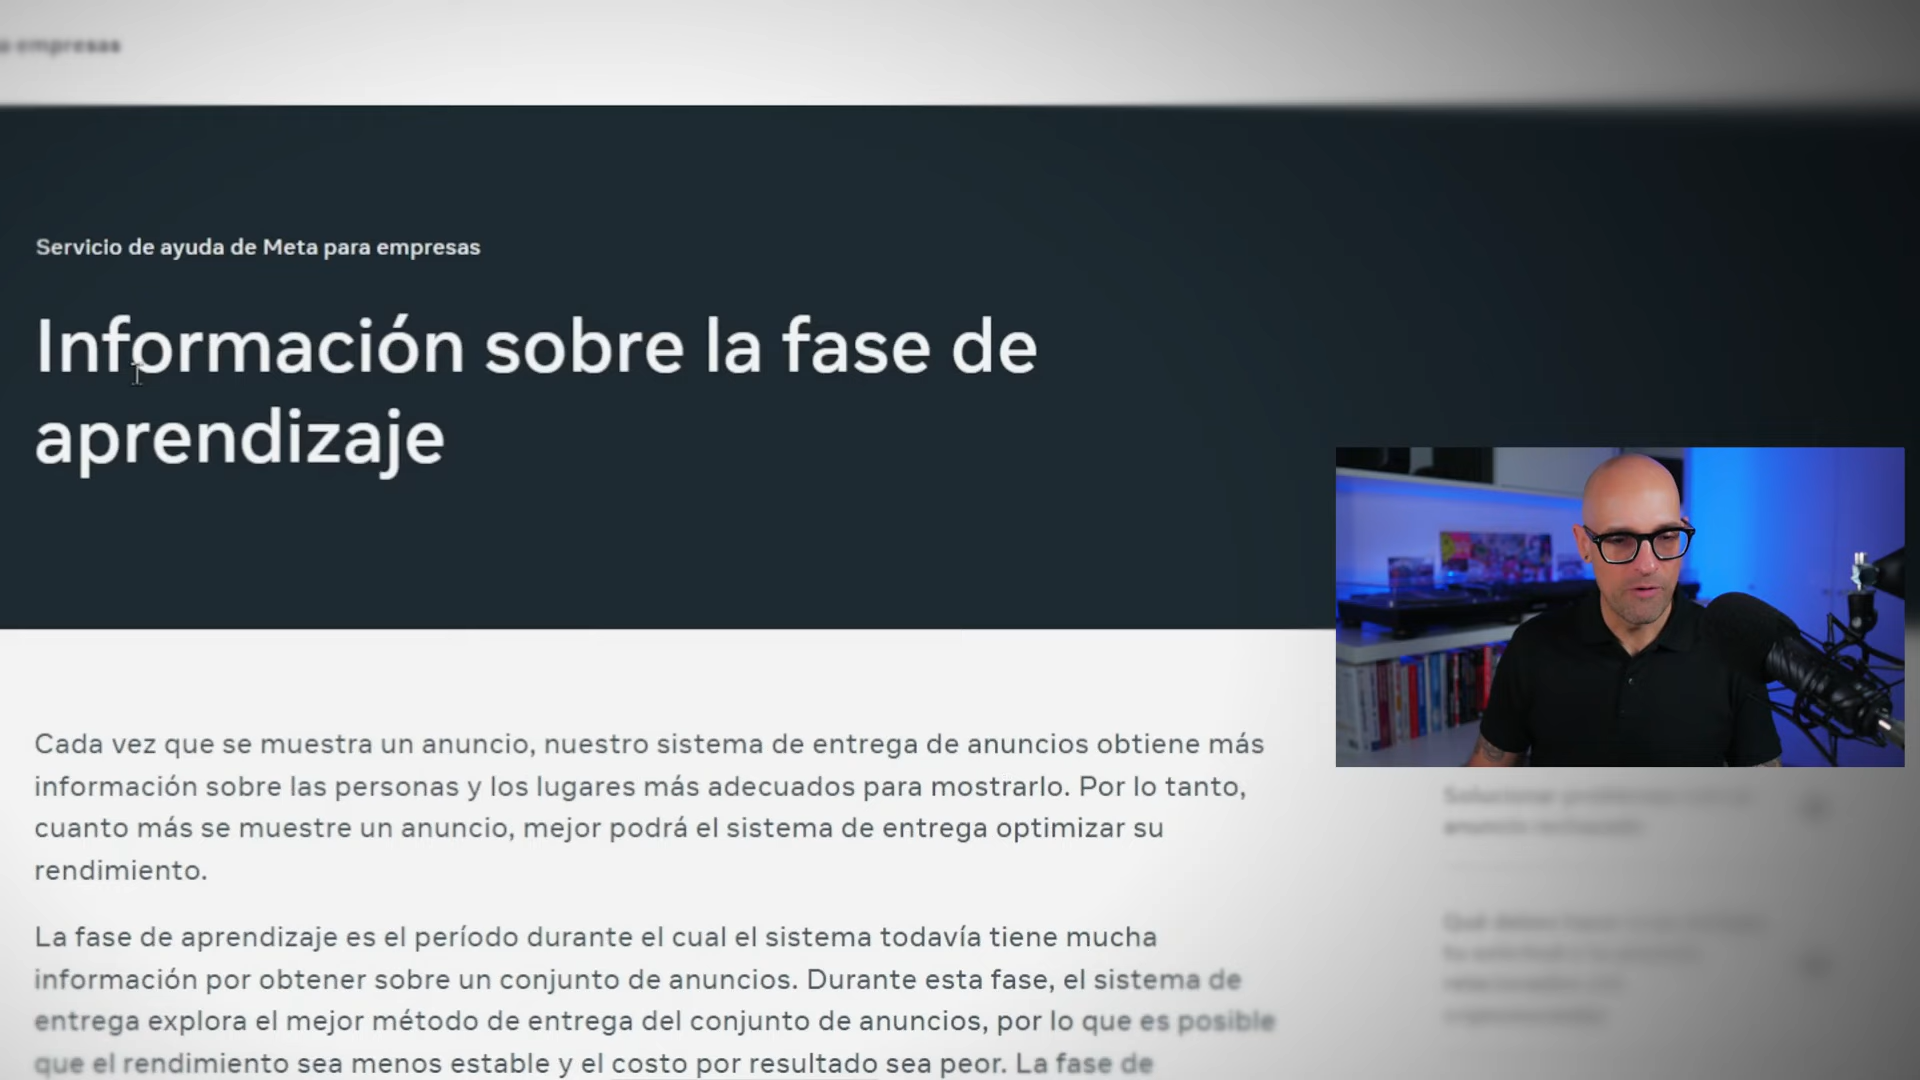 empresas
Servicio de ayuda de Meta para empresas
Información sobre la fase de
aprendizaje
Cada vez que se muestra un anuncio, nuestro sistema de entrega de anuncios obtiene más
información sobre las personas y los lugares más adecuados para mostrarlo. Por lo tanto,
cuanto más se muestre un anuncio, mejor podrá el sistema de entrega optimizar su
rendimiento.
La fase de aprendizaje es el período durante el cual el sistema todavía tiene mucha
información por obtener sobre un conjunto de anuncios. Durante esta fase, el sistema de
entrega explora el mejor método de entrega del conjunto de anuncios, por lo que es posible
que el rendimiento sea menos estable y el costo por resultado sea peor. La fase de